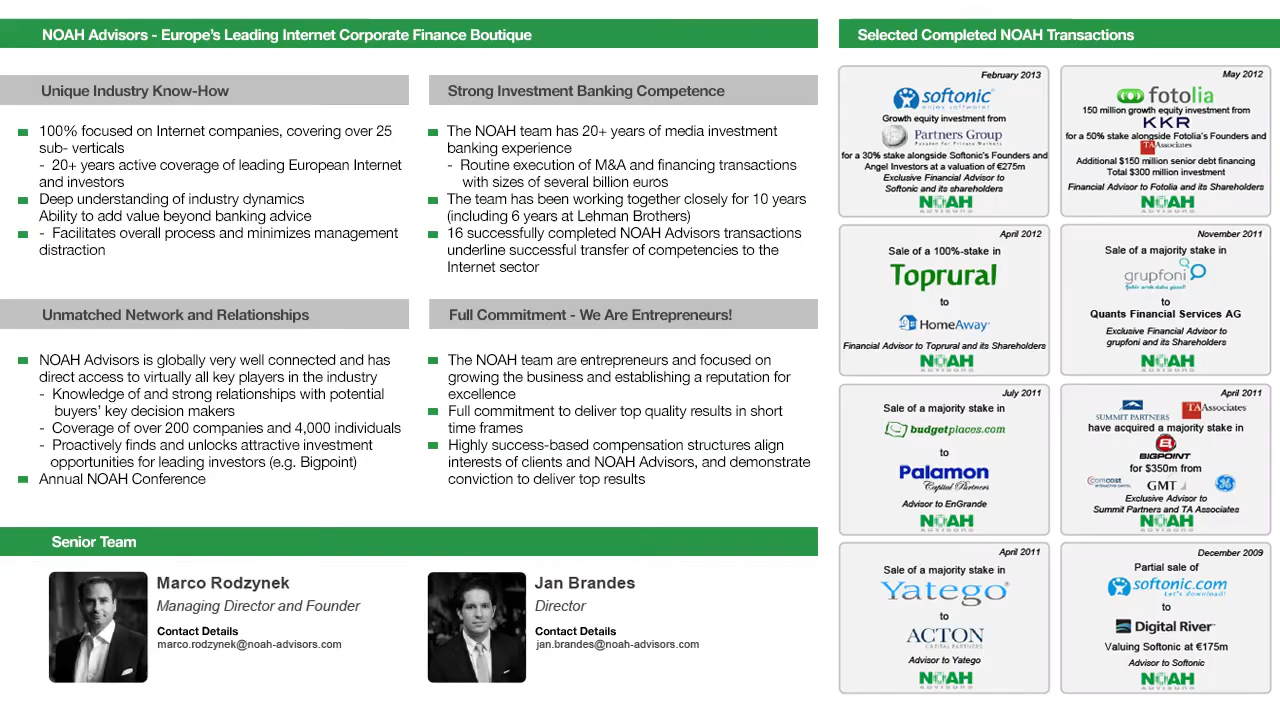 NOAH Advisors - Europe's Leading Internet Corporate Finance Boutique
Unique Industry Know-How
100% focused on Internet companies, covering over 25
sub- verticals
- 20+ years active coverage of leading European Internet
and investors
Deep understanding of industry dynamics
Ability to add value beyond banking advice
- Facilitates overall process and minimizes management
distraction
Strong Investment Banking Competence
The NOAH team has 20+ years of media investment
banking experience
- Routine execution of M&A and financing transactions
with sizes of several billion euros
The team has been working together closely for 10 years
(including 6 years at Lehman Brothers)
16 successfully completed NOAH Advisors transactions
underline successful transfer of competencies to the
Internet sector
Unmatched Network and Relationships
NOAH Advisors is globally very well connected and has
direct access to virtually all key players in the industry
- Knowledge of and strong relationships with potential
buyers' key decision makers
- Coverage of over 200 companies and 4,000 individuals
- Proactively finds and unlocks attractive investment
opportunities for leading investors (e.g. Bigpoint)
Annual NOAH Conference
Full Commitment - We Are Entrepreneurs!
The NOAH team are entrepreneurs and focused on
growing the business and establishing a reputation for
excellence
Full commitment to deliver top quality results in short
time frames
Highly success-based compensation structures align
interests of clients and NOAH Advisors, and demonstrate
conviction to deliver top results
Senior Team
Marco Rodzynek
Managing Director and Founder
Contact Details
marco.rodzynek@noah-advisors.com
Jan Brandes
Director
Contact Details
jan.brandes@noah-advisors.com
Selected Completed NOAH Transactions
February 2013
softonic
enjoy software!
Growth equity investment from
Partners Group
Passion for Private Markets
for a 30% stake alongside Softonic's Founders and
Angel Investors at a valuation of €275m
Exclusive Financial Advisor to
Softonic and its shareholders
NOAH
ADVISORS
May 2012
fotolia
150 million growth equity investment from
KKR
for a 50% stake alongside Fotolia's Founders and
TA Associates
Additional $150 million senior debt financing
Total $300 million investment
Financial Advisor to Fotolia and its Shareholders
NOAH
ADVISORS
April 2012
Sale of a 100%-stake in
Toprural
to
HomeAway
Financial Advisor to Toprural and its Shareholders
NOAH
ADVISORS
November 2011
Sale of a majority stake in
grupfoni
to
Quants Financial Services AG
Exclusive Financial Advisor to
grupfoni and its Shareholders
NOAH
ADVISORS
July 2011
Sale of a majority stake in
budgetplaces.com
to
Palamon
Capital Partners
Advisor to EnGrande
NOAH
ADVISORS
April 2011
SUMMIT PARTNERS
TA Associates
have acquired a majority stake in
BIGPOINT
for $350m from
comcast
INTERACTIVE CAPITAL
GMT
Exclusive Advisor to
Summit Partners and TA Associates
NOAH
ADVISORS
April 2011
Sale of a majority stake in
Yatego
to
ACTON
CAPITAL PARTNERS
Advisor to Yatego
NOAH
ADVISORS
December 2009
Partial sale of
softonic.com
Let's download!
to
Digital River
Valuing Softonic at €175m
Advisor to Softonic
NOAH
ADVISORS